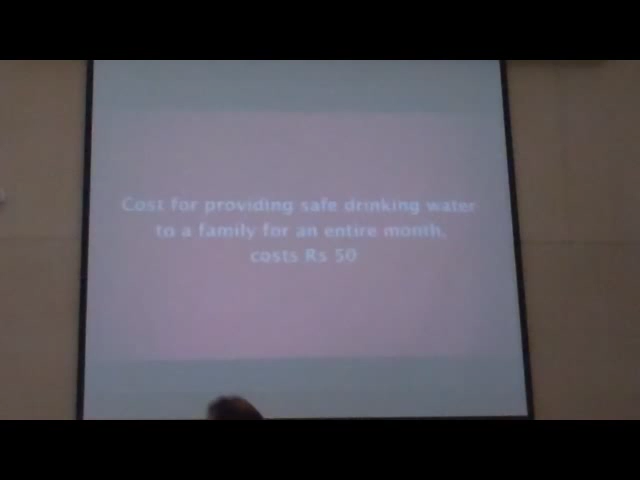 Cost for providing safe drinking water
to a family for an entire month,
costs Rs 50